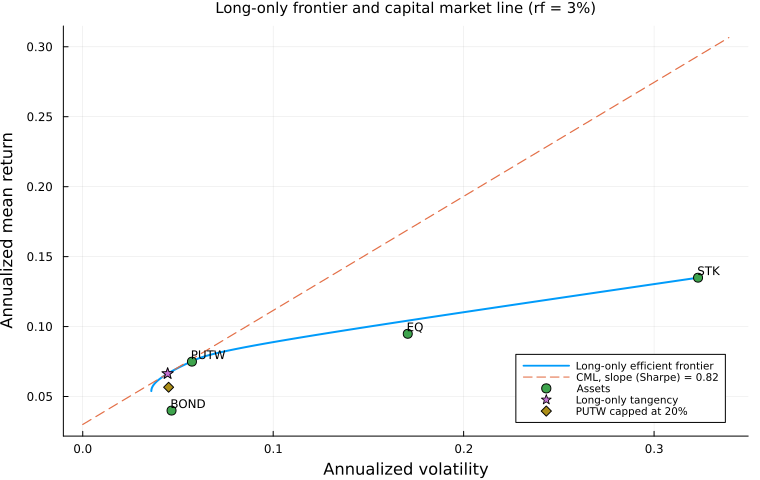 Long-only frontier and capital market line (rf = 3%)
Annualized mean return
0.30
0.25
0.20
0.15
0.10
0.05
STK
EQ
PUTW
BOND
Long-only efficient frontier
CML, slope (Sharpe) = 0.82
Assets
Long-only tangency
PUTW capped at 20%
0.0
0.1
0.2
0.3
Annualized volatility